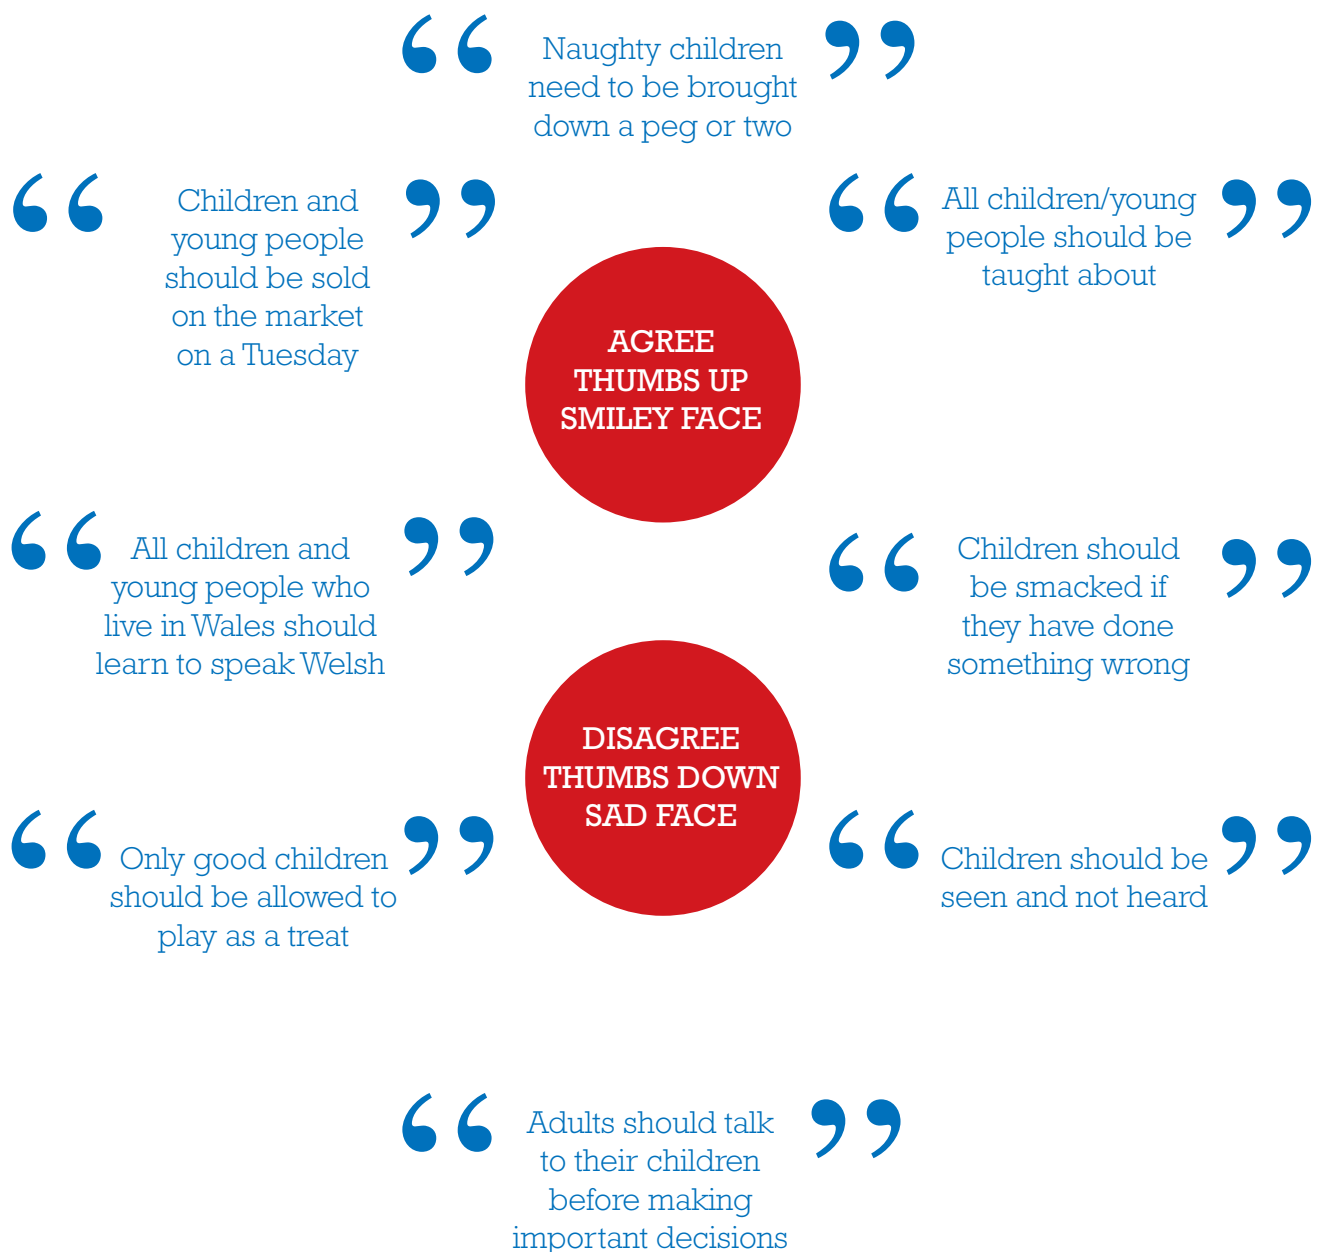 Naughty children
need to be brought
down a peg or two
Children and
young people
should be sold
on the market
on a Tuesday
All children/young
people should be
taught about
AGREE
THUMBS UP
SMILEY FACE
All children and
young people who
live in Wales should
learn to speak Welsh
Children should
be smacked if
they have done
something wrong
DISAGREE
THUMBS DOWN
SAD FACE
Only good children
should be allowed to
play as a treat
Children should be
seen and not heard
Adults should talk
to their children
before making
important decisions